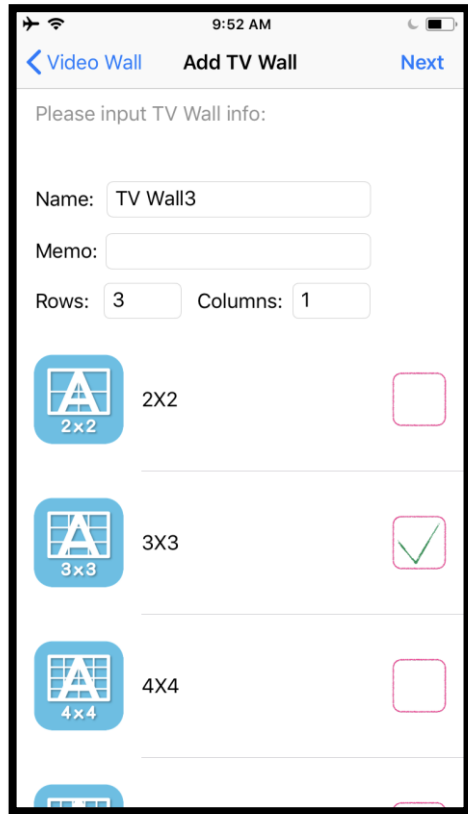 9:52 AM
Video Wall Add TV Wall Next
Please input TV Wall info:
Name: TV Wall3
Memo:
Rows: 3 Columns: 1
A
2x2
2X2
A
3x3
3X3
A
4x4
4X4